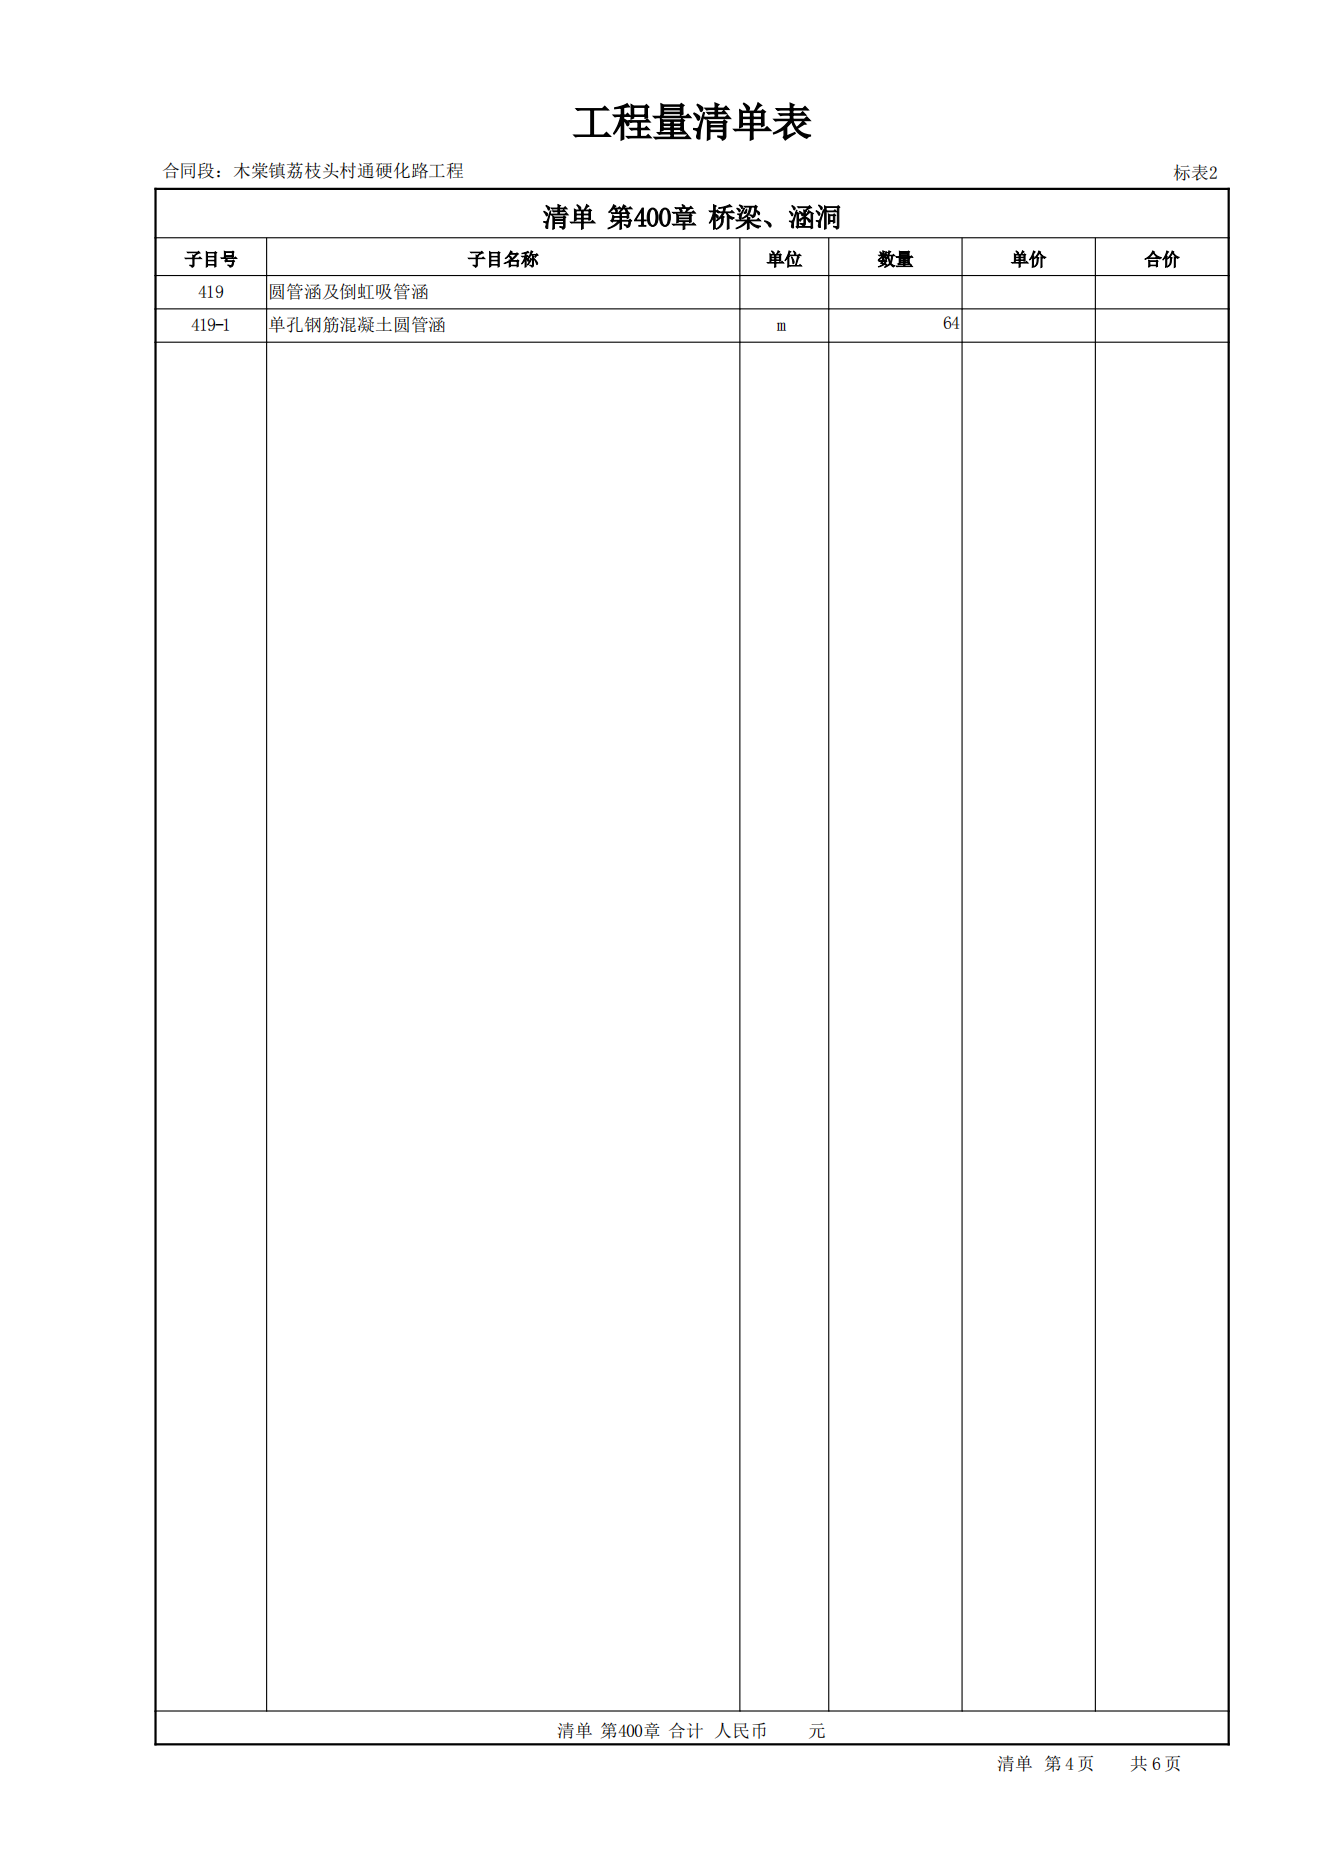 工程量清单表
合同段：木棠镇荔枝头村通硬化路工程 标表2
清单 第400章 桥梁、涵洞
子目号 子目名称 单位 数量 单价 合价
419 圆管涵及倒虹吸管涵
419-1 单孔钢筋混凝土圆管涵 m 64
清单 第400章 合计 人民币 元
清单 第4页 共6页